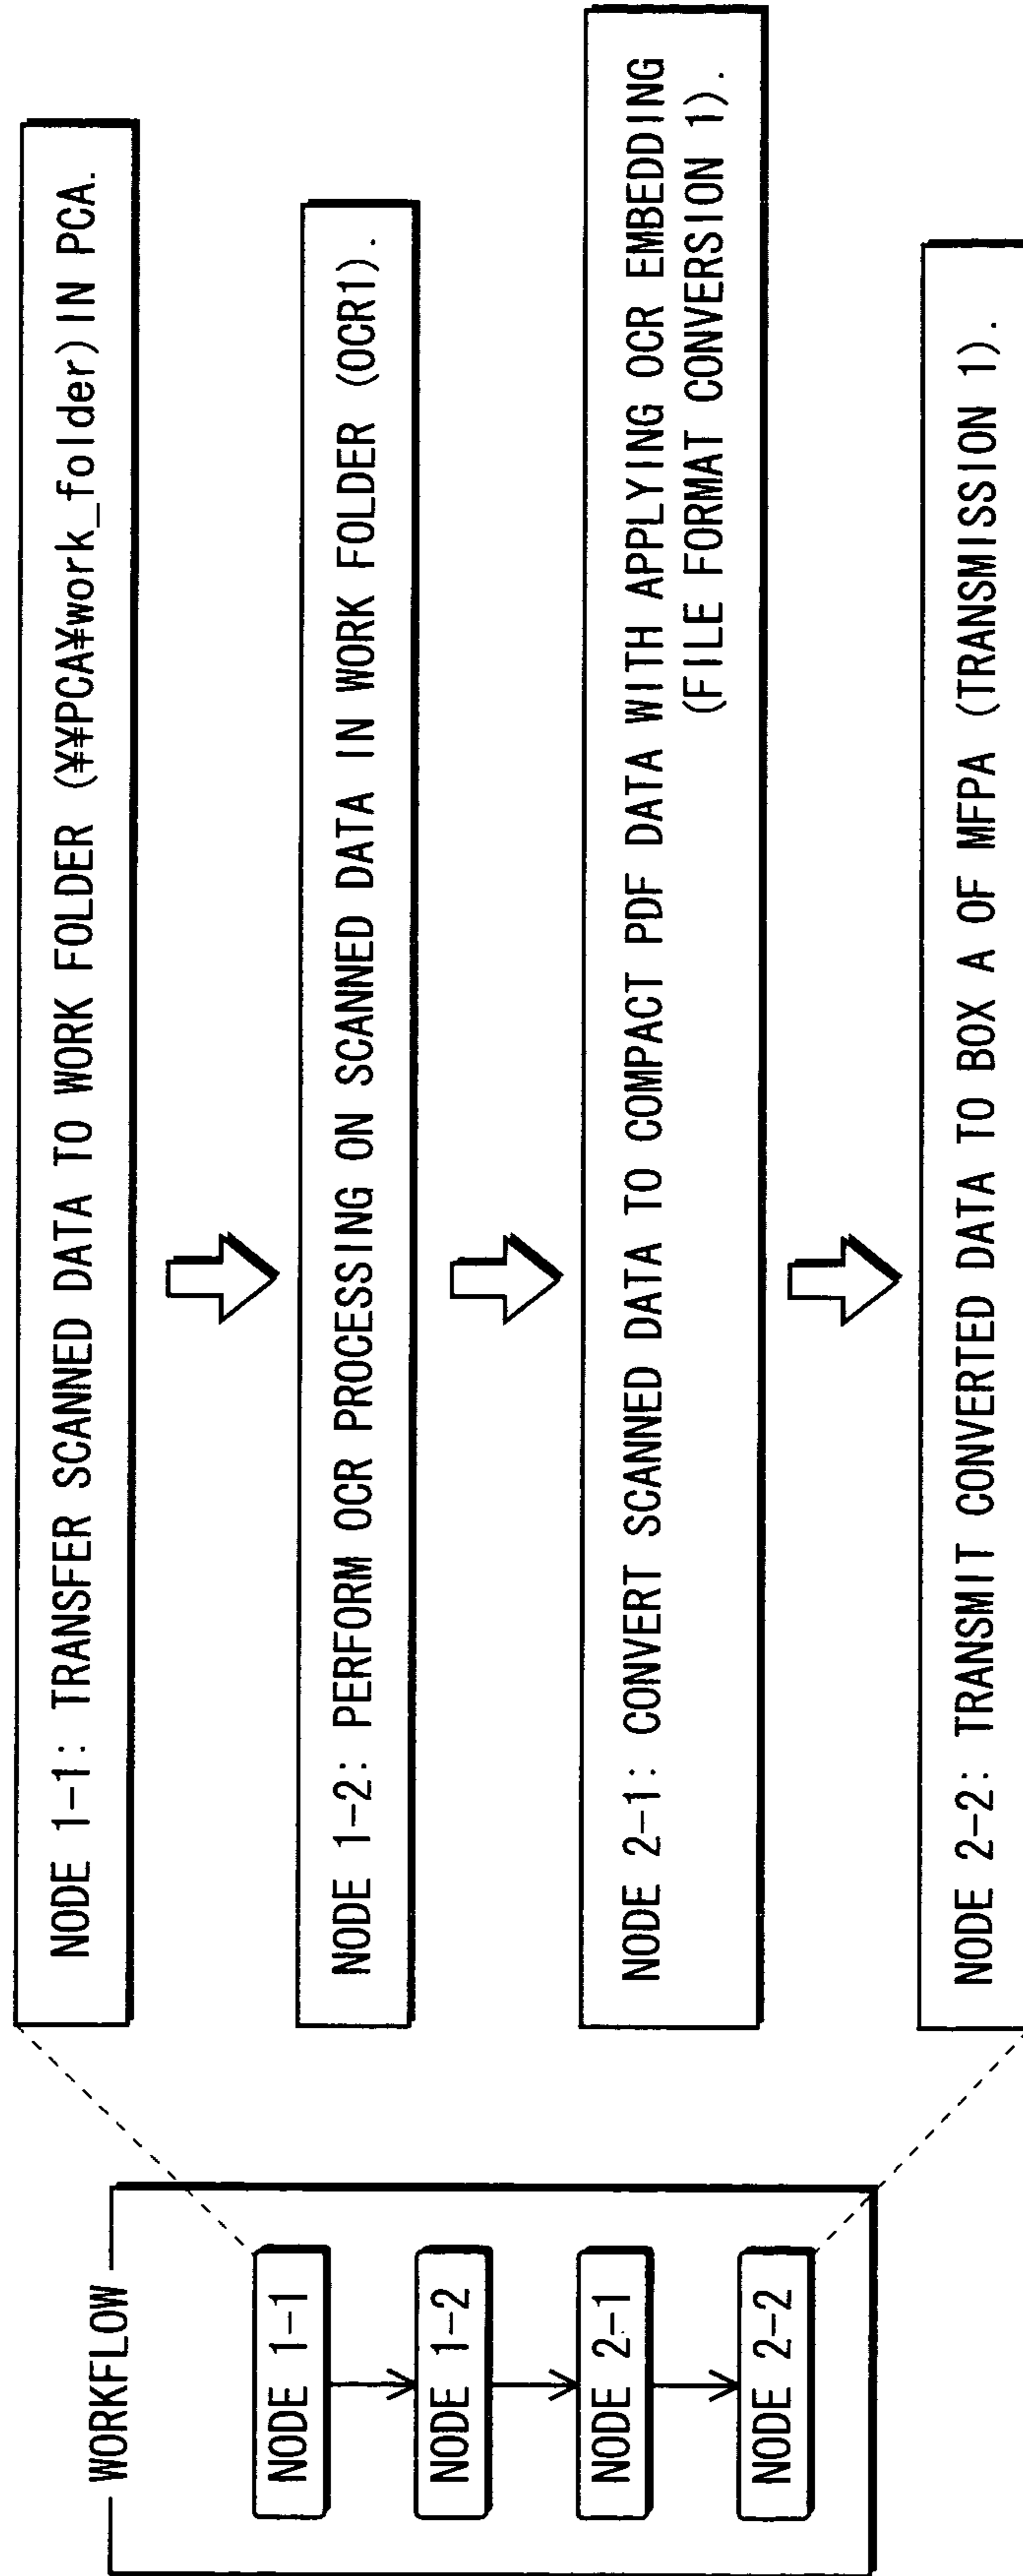 WORKFLOW
NODE 1-1
NODE 1-2
NODE 2-1
NODE 2-2
NODE 1-1: TRANSFER SCANNED DATA TO WORK FOLDER (¥¥PCA¥work_folder) IN PCA.
NODE 1-2: PERFORM OCR PROCESSING ON SCANNED DATA IN WORK FOLDER (OCR1).
NODE 2-1: CONVERT SCANNED DATA TO COMPACT PDF DATA WITH APPLYING OCR EMBEDDING
(FILE FORMAT CONVERSION 1).
NODE 2-2: TRANSMIT CONVERTED DATA TO BOX A OF MFPA (TRANSMISSION 1).